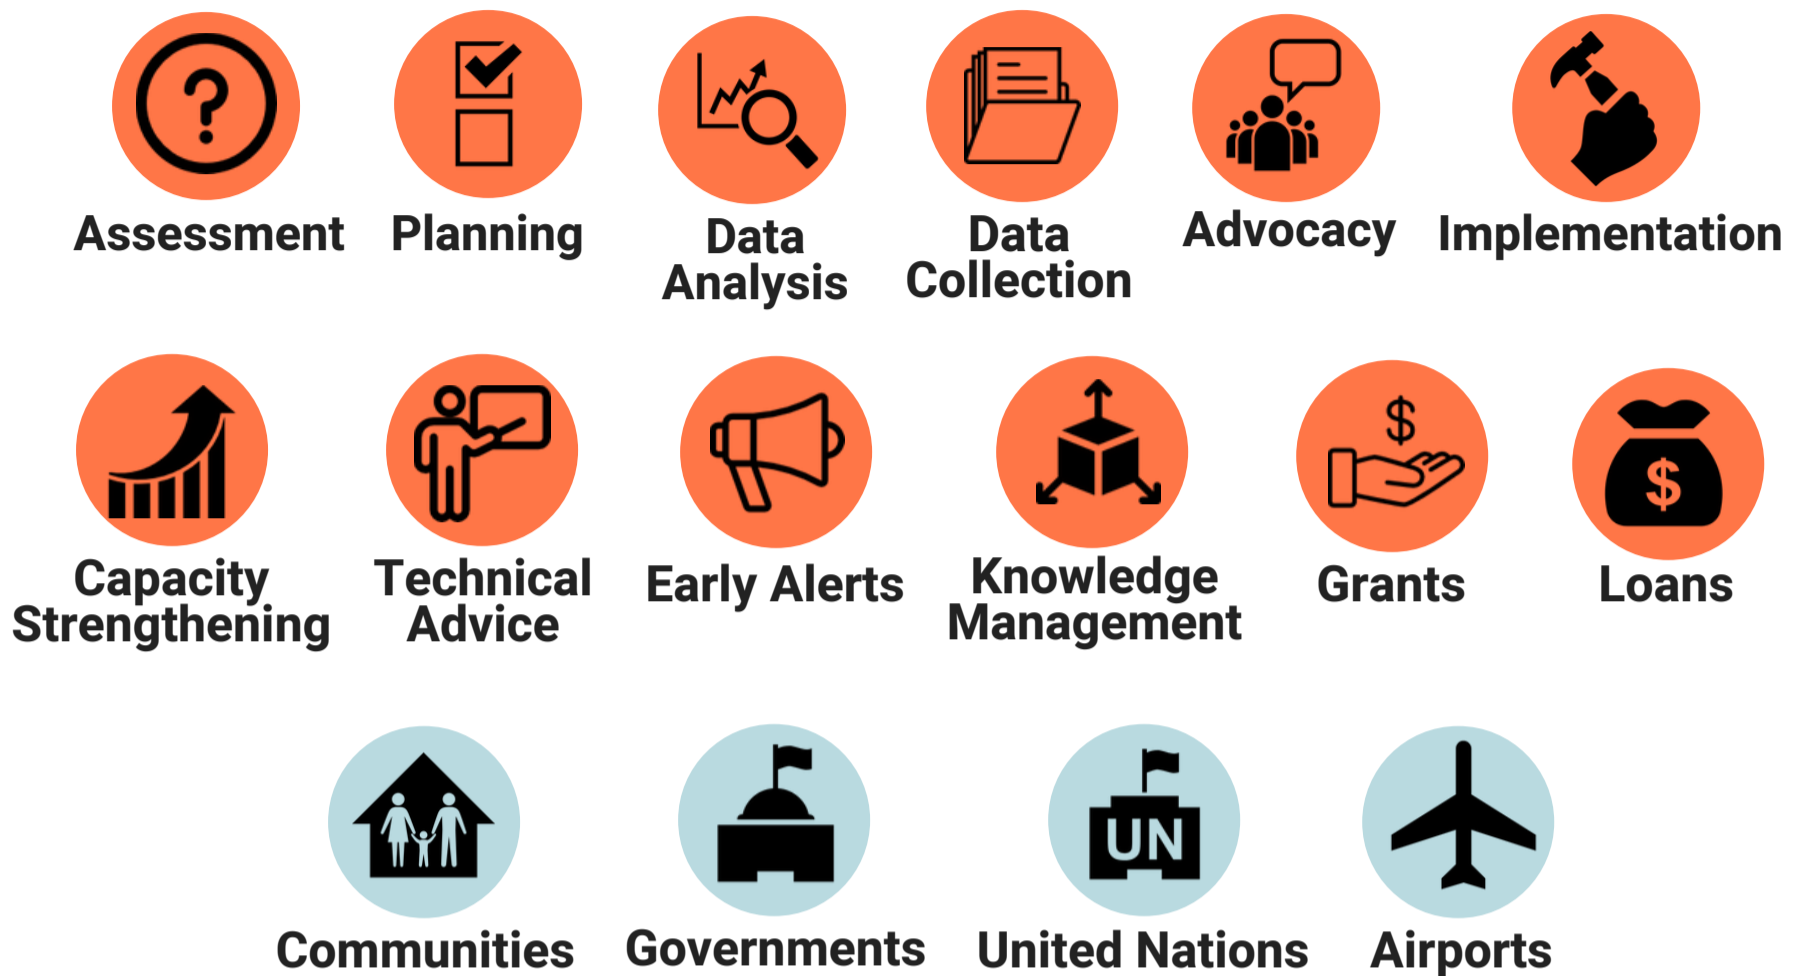 Assessment
Planning
Data
Analysis
Data
Collection
Advocacy
Implementation
Capacity
Strengthening
Technical
Advice
Early Alerts
Knowledge
Management
$
Grants
$
Loans
Communities
Governments
UN
United Nations
Airports
?